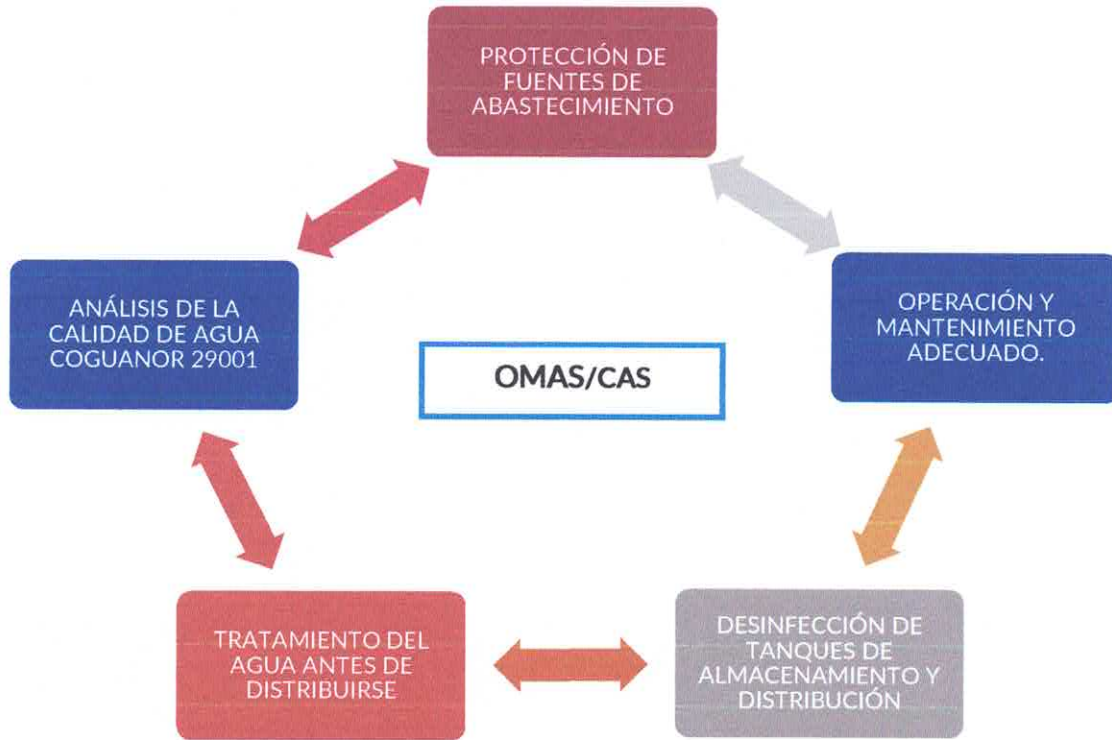 PROTECCIÓN DE
FUENTES DE
ABASTECIMIENTO
ANÁLISIS DE LA
CALIDAD DE AGUA
COGUANOR 29001
OPERACIÓN Y
MANTENIMIENTO
ADECUADO.
OMAS/CAS
TRATAMIENTO DEL
AGUA ANTES DE
DISTRIBUIRSE
DESINFECCIÓN DE
TANQUES DE
ALMACENAMIENTO Y
DISTRIBUCIÓN